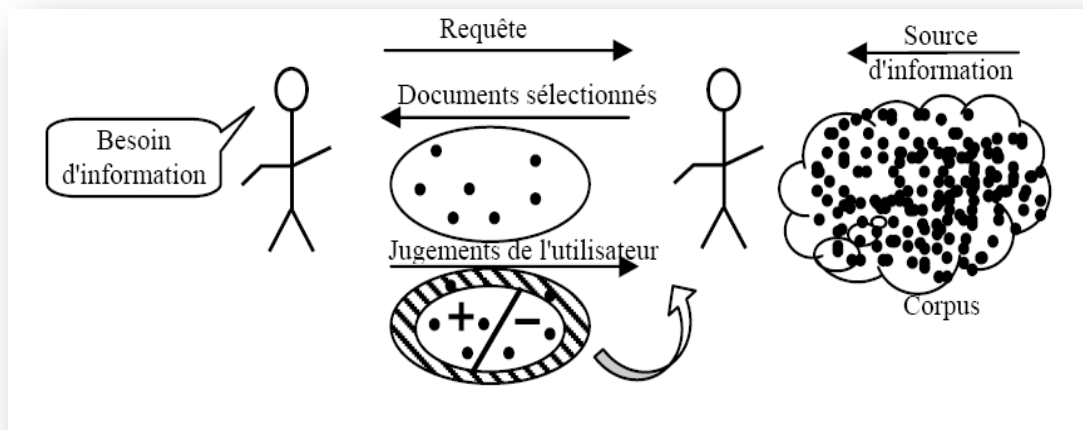 Requête
Source
d'information
Documents sélectionnés
Besoin
d'information
Jugements de l'utilisateur
+
−
Corpus